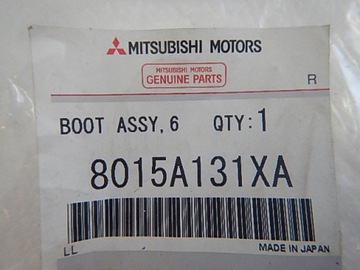 MITSUBISHI MOTORS
MITSUBISHI MOTORS
GENUINE PARTS
R
BOOT ASSY, 6 QTY: 1
8015A131XA
LL MADE IN JAPAN